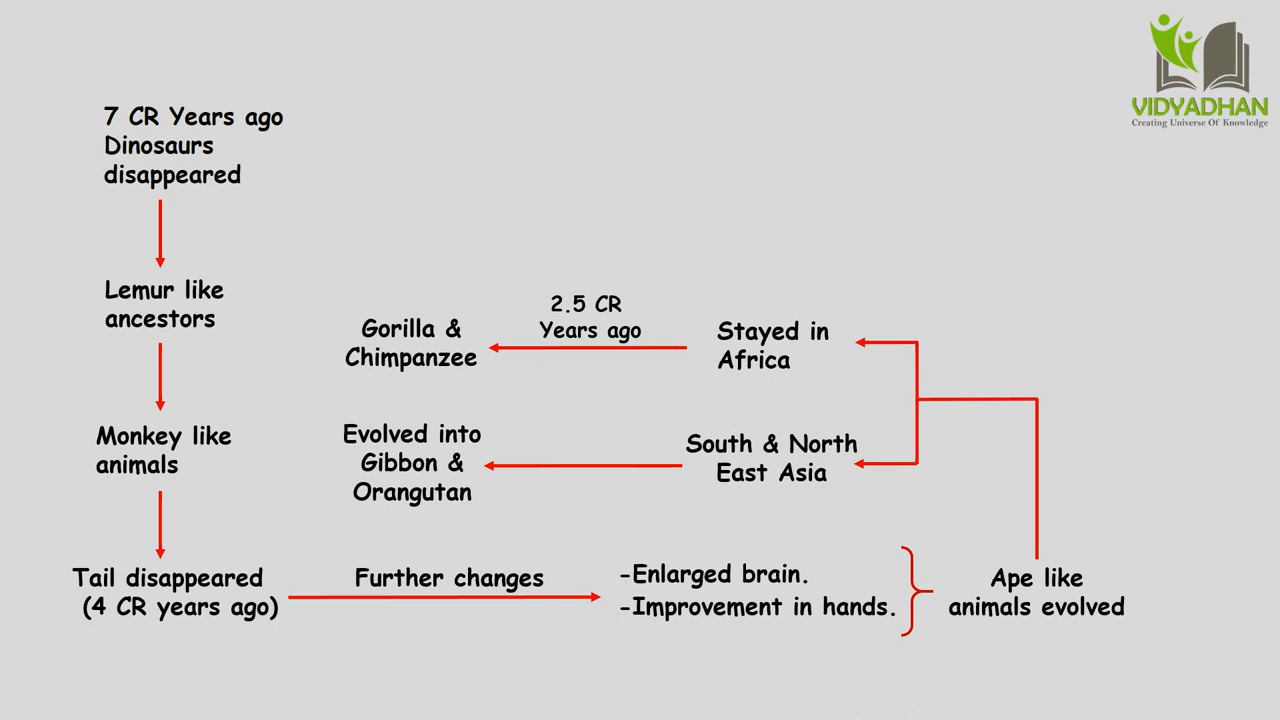 VIDYADHAN
Creating Universe Of Knowledge
7 CR Years ago
Dinosaurs
disappeared
Lemur like
ancestors
Monkey like
animals
Tail disappeared
(4 CR years ago)
Further changes
-Enlarged brain.
-Improvement in hands.
Ape like
animals evolved
Stayed in
Africa
2.5 CR
Years ago
Gorilla &
Chimpanzee
South & North
East Asia
Evolved into
Gibbon &
Orangutan